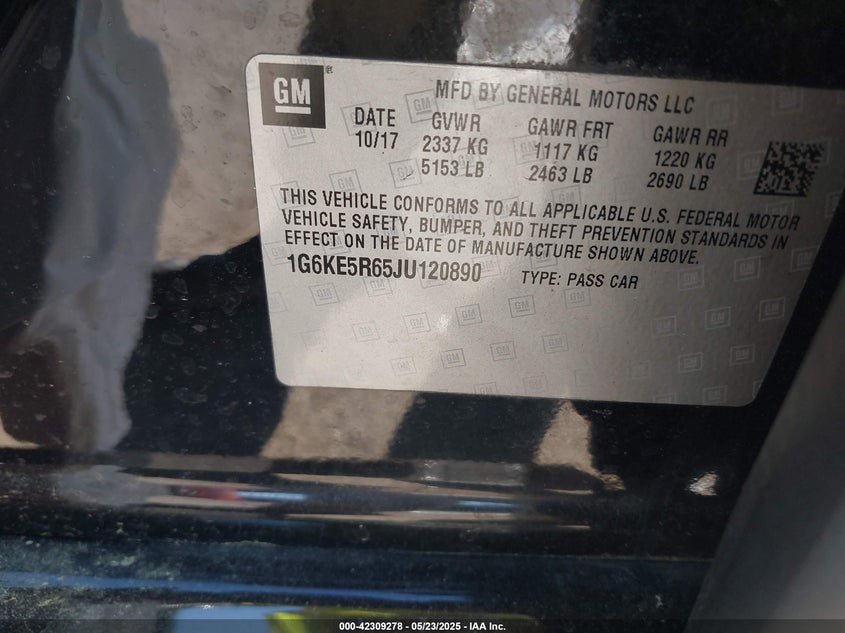 GM
MFD BY GENERAL MOTORS LLC
DATE GVWR GAWR FRT GAWR RR
10/17 2337 KG 1117 KG 1220 KG
5153 LB 2463 LB 2690 LB
THIS VEHICLE CONFORMS TO ALL APPLICABLE U.S. FEDERAL MOTOR
VEHICLE SAFETY, BUMPER, AND THEFT PREVENTION STANDARDS IN
EFFECT ON THE DATE OF MANUFACTURE SHOWN ABOVE.
1G6KE5R65JU120890 TYPE: PASS CAR
000-42309278 - 05/23/2025 - IAA Inc.